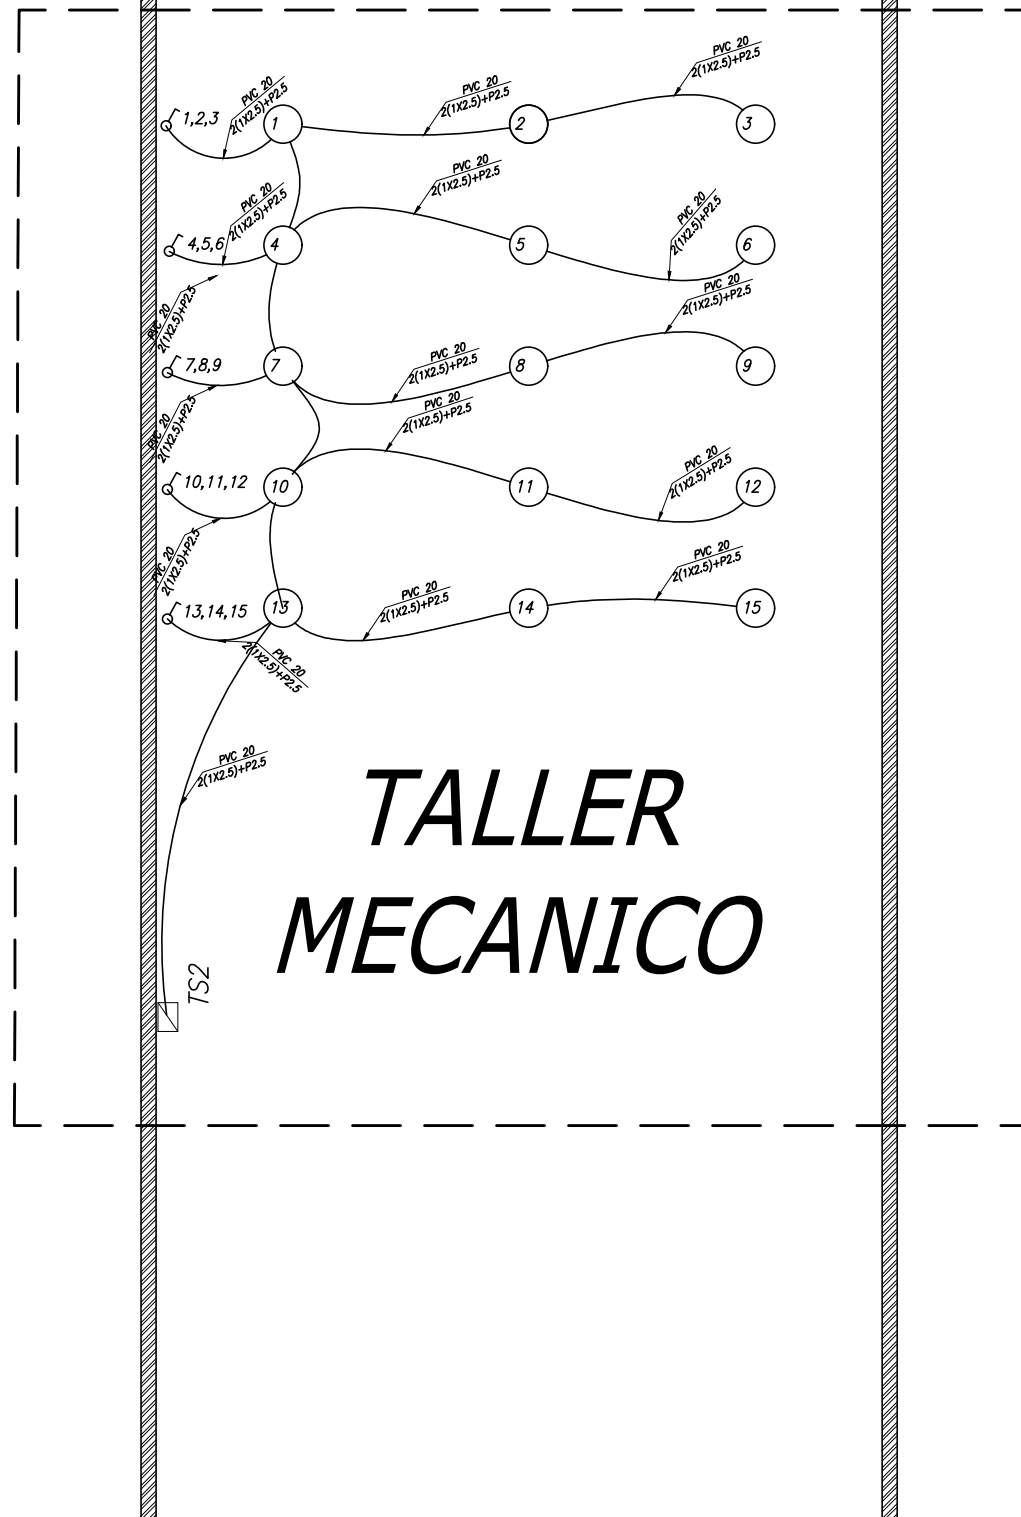 PVC 20
2(1X2.5)+P2.5
PVC 20
2(1X2.5)+P2.5
PVC 20
2(1X2.5)+P2.5
1,2,3
1
2
3
PVC 20
2(1X2.5)+P2.5
PVC 20
2(1X2.5)+P2.5
PVC 20
2(1X2.5)+P2.5
4,5,6
4
5
6
PVC 20
2(1X2.5)+P2.5
PVC 20
2(1X2.5)+P2.5
PVC 20
2(1X2.5)+P2.5
7,8,9
7
8
9
PVC 20
2(1X2.5)+P2.5
PVC 20
2(1X2.5)+P2.5
PVC 20
2(1X2.5)+P2.5
10,11,12
10
11
12
PVC 20
2(1X2.5)+P2.5
PVC 20
2(1X2.5)+P2.5
PVC 20
2(1X2.5)+P2.5
13,14,15
13
14
15
PVC 20
2(1X2.5)+P2.5
PVC 20
2(1X2.5)+P2.5
TALLER
MECANICO
TS2